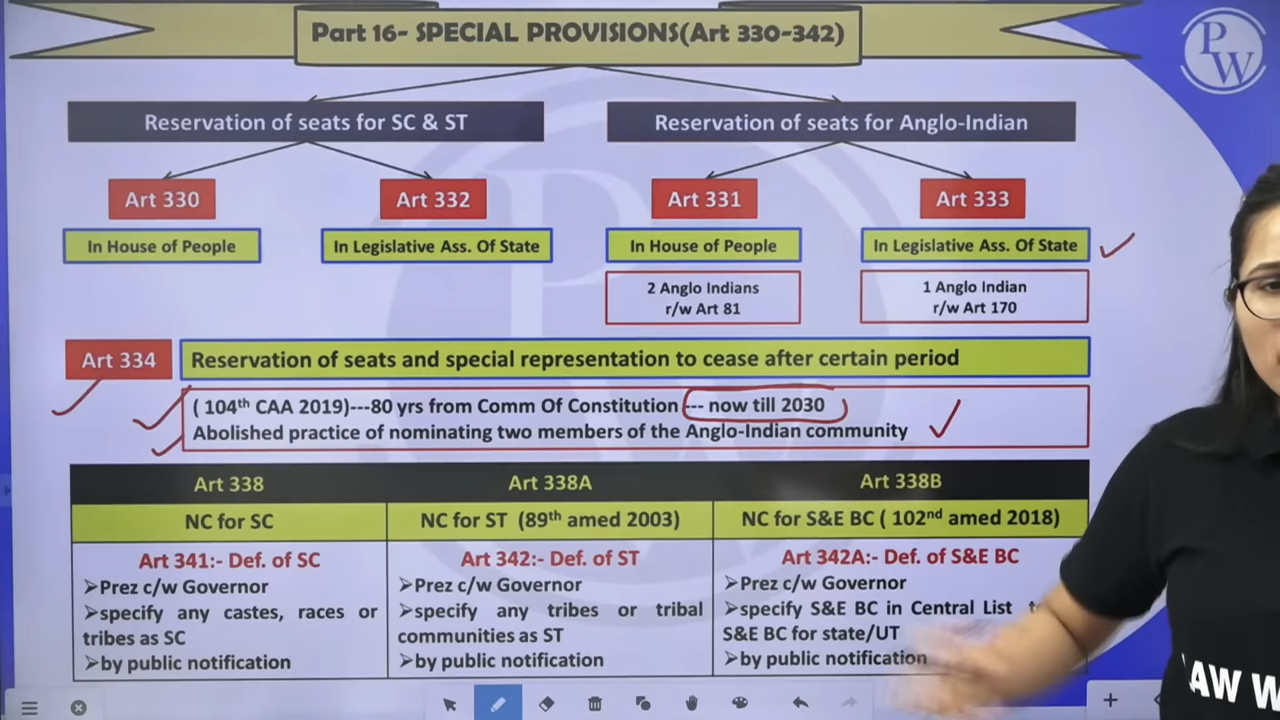 Part 16- SPECIAL PROVISIONS(Art 330-342)
PW
Reservation of seats for SC & ST
Reservation of seats for Anglo-Indian
Art 330
Art 332
Art 331
Art 333
In House of People
In Legislative Ass. Of State
In House of People
In Legislative Ass. Of State
2 Anglo Indians
r/w Art 81
1 Anglo Indian
r/w Art 170
Art 334
Reservation of seats and special representation to cease after certain period
( 104th CAA 2019)---80 yrs from Comm Of Constitution --- now till 2030
Abolished practice of nominating two members of the Anglo-Indian community
Art 338
Art 338A
Art 338B
NC for SC
NC for ST (89th amed 2003)
NC for S&E BC ( 102nd amed 2018)
Art 341:- Def. of SC
➢Prez c/w Governor
➢specify any castes, races or
tribes as SC
➢by public notification
Art 342:- Def. of ST
➢Prez c/w Governor
➢specify any tribes or tribal
communities as ST
➢by public notification
Art 342A:- Def. of S&E BC
➢Prez c/w Governor
➢specify S&E BC in Central List
S&E BC for state/UT
➢by public notification
AW W